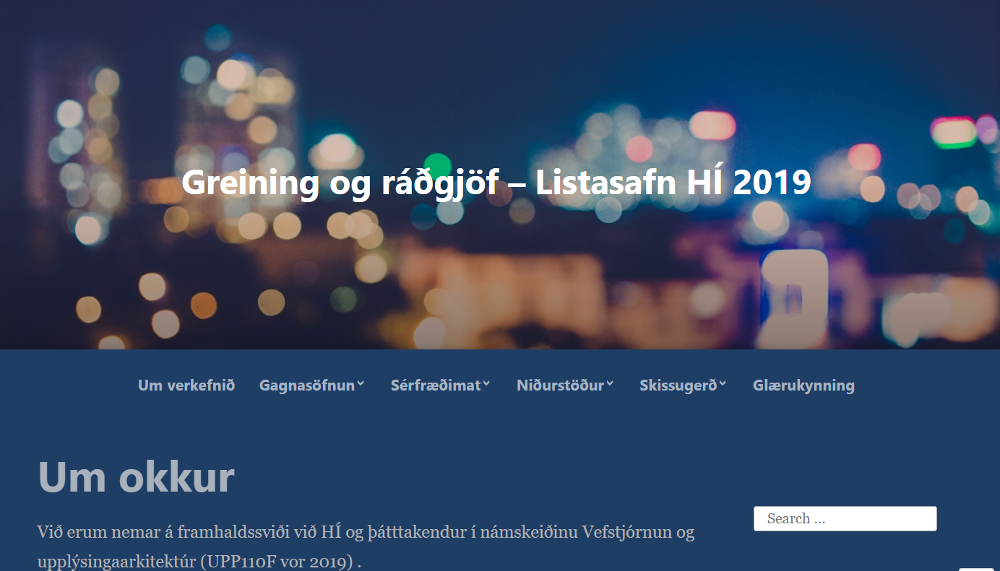 Greining og ráðgjöf – Listasafn HÍ 2019
Um verkefnið Gagnasöfnun Sérfræðimat Niðurstöður Skissugerð Glærukynning
Um okkur
Við erum nemar á framhaldssviði við HÍ og þátttakendur í námskeiðinu Vefstjórnun og
upplýsingaarkitektúr (UPP110F vor 2019) .
Search ...